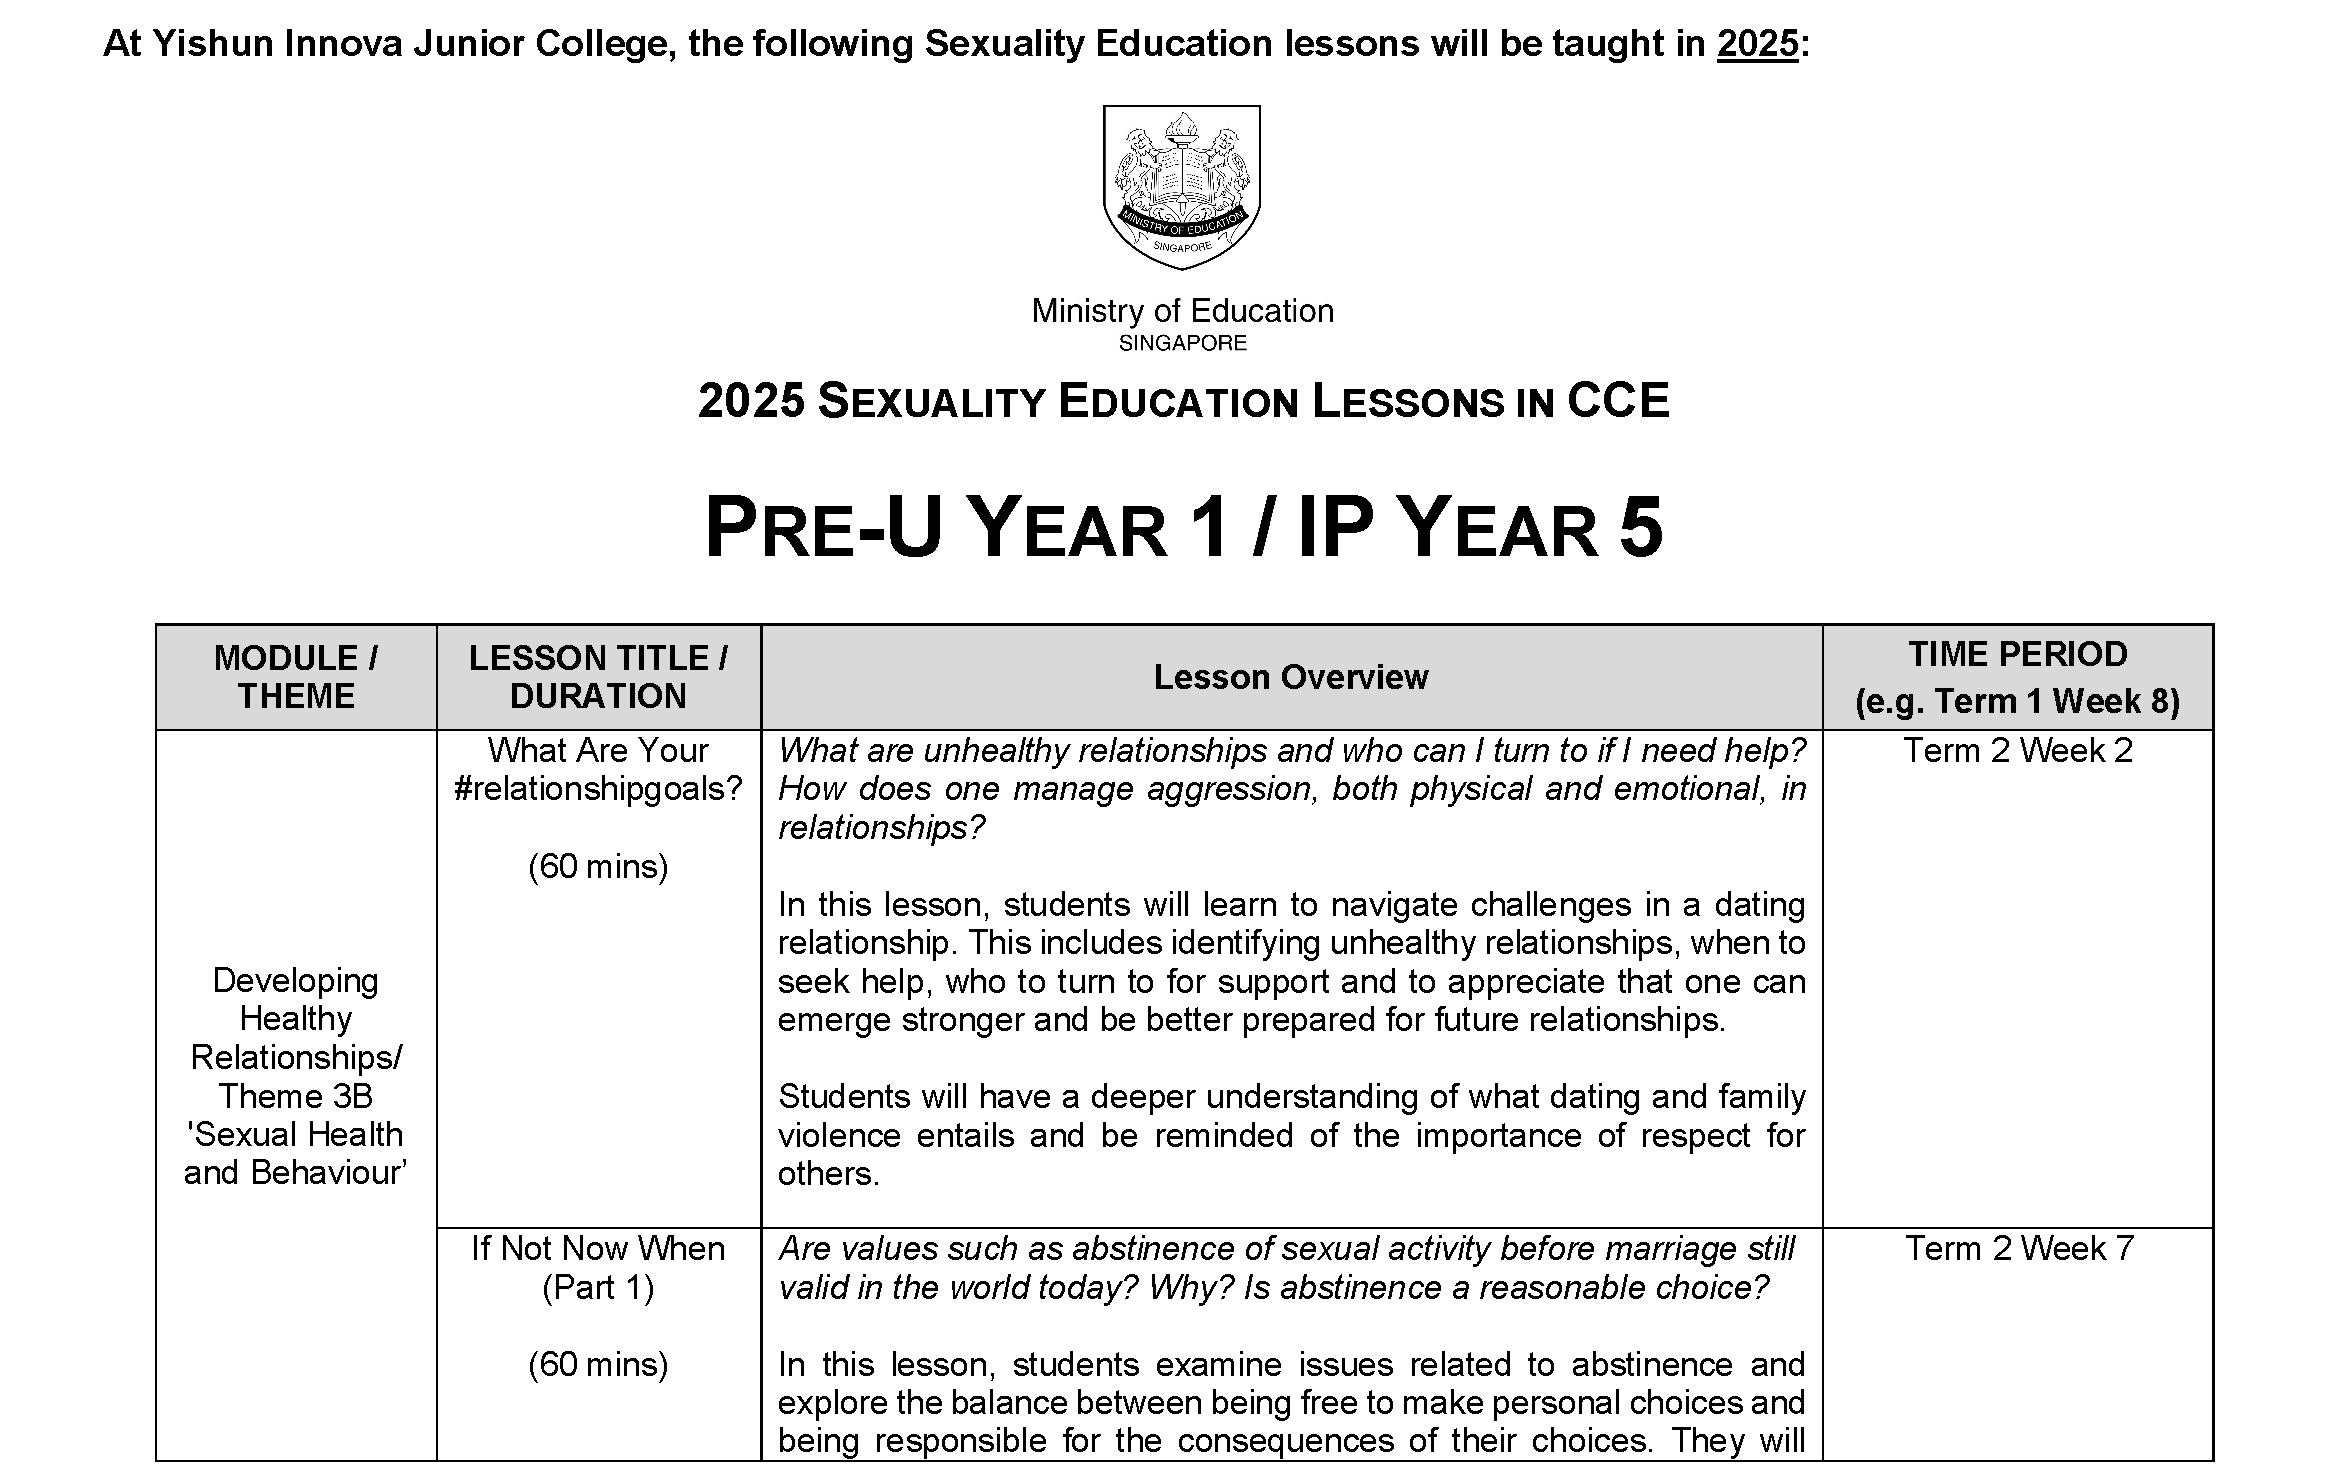 At Yishun Innova Junior College, the following Sexuality Education lessons will be taught in 2025:
MINISTRY OF EDUCATION
SINGAPORE
Ministry of Education
SINGAPORE
2025 SEXUALITY EDUCATION LESSONS IN CCE
PRE-U YEAR 1 / IP YEAR 5
MODULE /
THEME
LESSON TITLE /
DURATION
Lesson Overview
TIME PERIOD
(e.g. Term 1 Week 8)
Developing
Healthy
Relationships/
Theme 3B
'Sexual Health
and Behaviour’
What Are Your
#relationshipgoals?
(60 mins)
What are unhealthy relationships and who can I turn to if I need help?
How does one manage aggression, both physical and emotional, in
relationships?
In this lesson, students will learn to navigate challenges in a dating
relationship. This includes identifying unhealthy relationships, when to
seek help, who to turn to for support and to appreciate that one can
emerge stronger and be better prepared for future relationships.
Students will have a deeper understanding of what dating and family
violence entails and be reminded of the importance of respect for
others.
Term 2 Week 2
If Not Now When
(Part 1)
(60 mins)
Are values such as abstinence of sexual activity before marriage still
valid in the world today? Why? Is abstinence a reasonable choice?
In this lesson, students examine issues related to abstinence and
explore the balance between being free to make personal choices and
being responsible for the consequences of their choices. They will
Term 2 Week 7